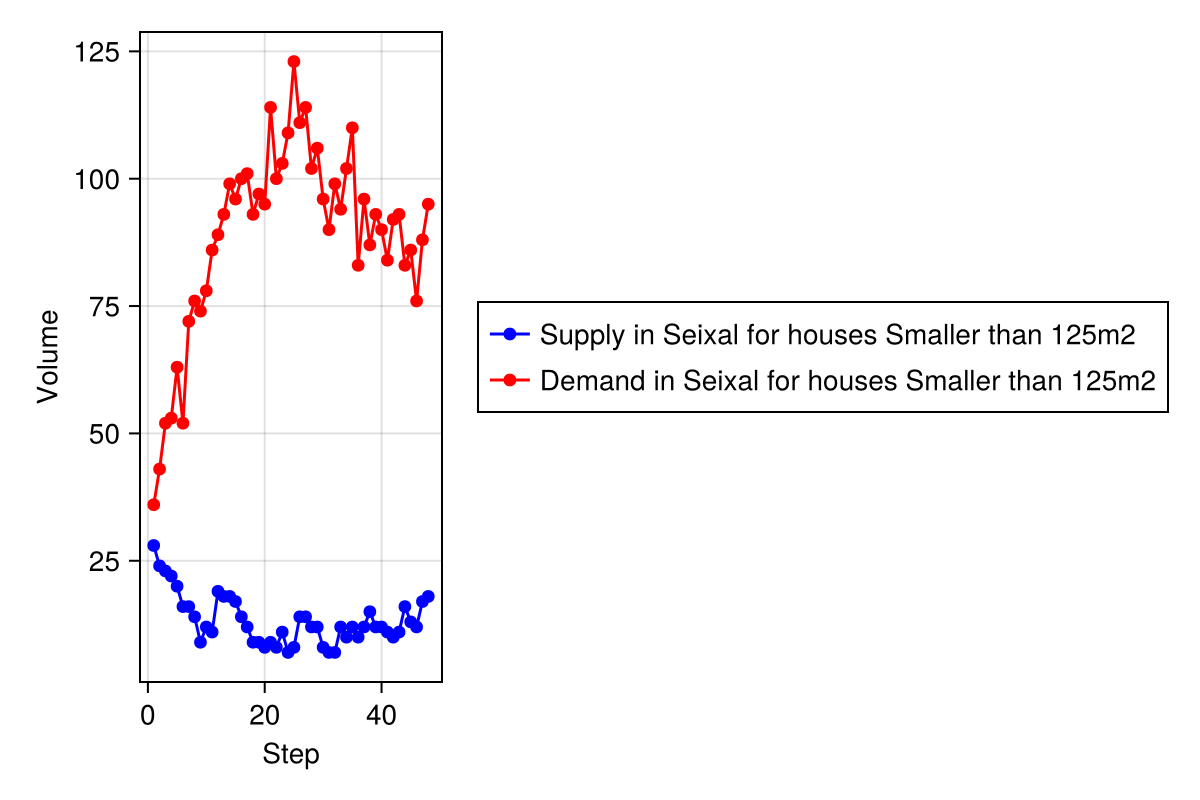 125
100
75
50
25
Volume
0 20 40
Step
Supply in Seixal for houses Smaller than 125m2
Demand in Seixal for houses Smaller than 125m2